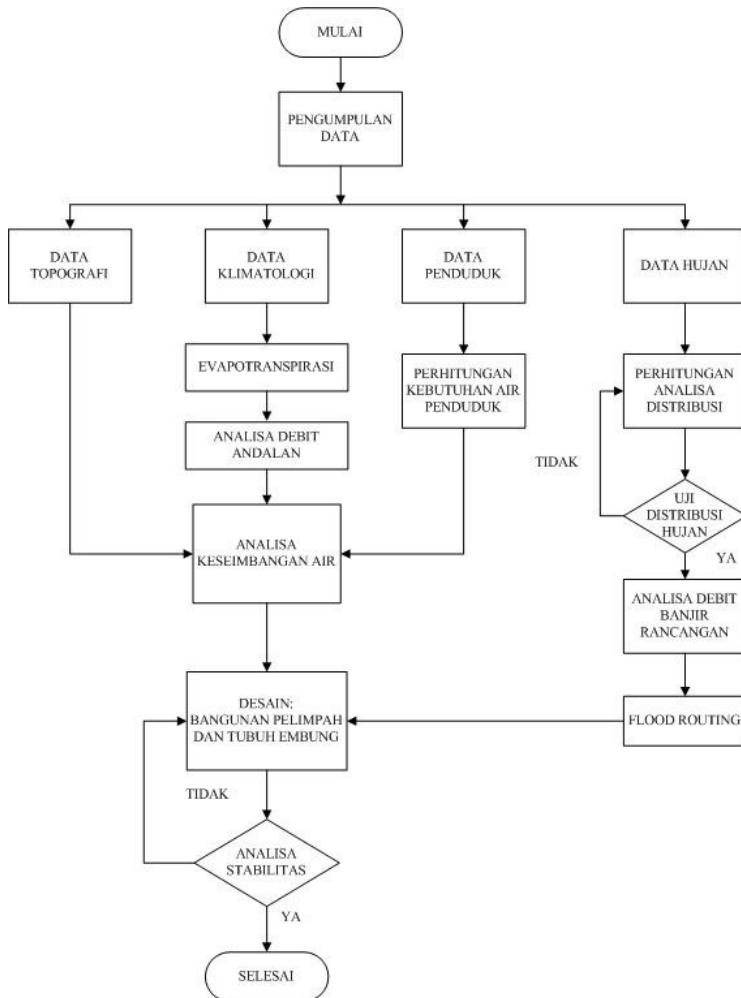 MULAI
PENGUMPULAN
DATA
DATA
TOPOGRAFI
DATA
KLIMATOLOGI
DATA
PENDUDUK
DATA HUJAN
EVAPOTRANSPIRASI
PERHITUNGAN
KEBUTUHAN AIR
PENDUDUK
PERHITUNGAN
ANALISA
DISTRIBUSI
ANALISA DEBIT
ANDALAN
TIDAK
UJI
DISTRIBUSI
HUJAN
YA
ANALISA
KESEIMBANGAN AIR
ANALISA DEBIT
BANJIR
RANCANGAN
DESAIN:
BANGUNAN PELIMPAH
DAN TUBUH EMBUNG
FLOOD ROUTING
TIDAK
ANALISA
STABILITAS
YA
SELESAI